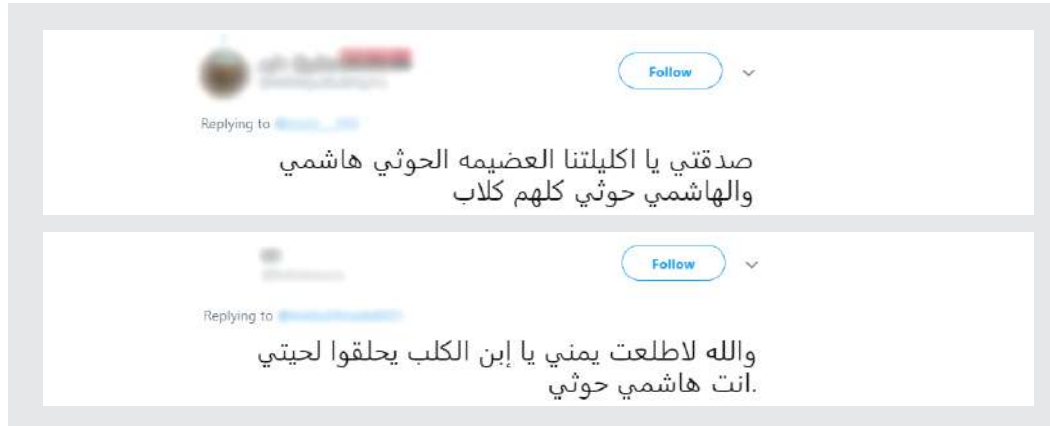 Follow
Replying to
صدقتي يا اكليلتنا العضيمه الحوثي هاشمي
والهاشمي حوثي كلهم كلاب
Follow
Replying to
والله لاطلعت يمني يا إبن الكلب يحلقوا لحيتي
.انت هاشمي حوثي